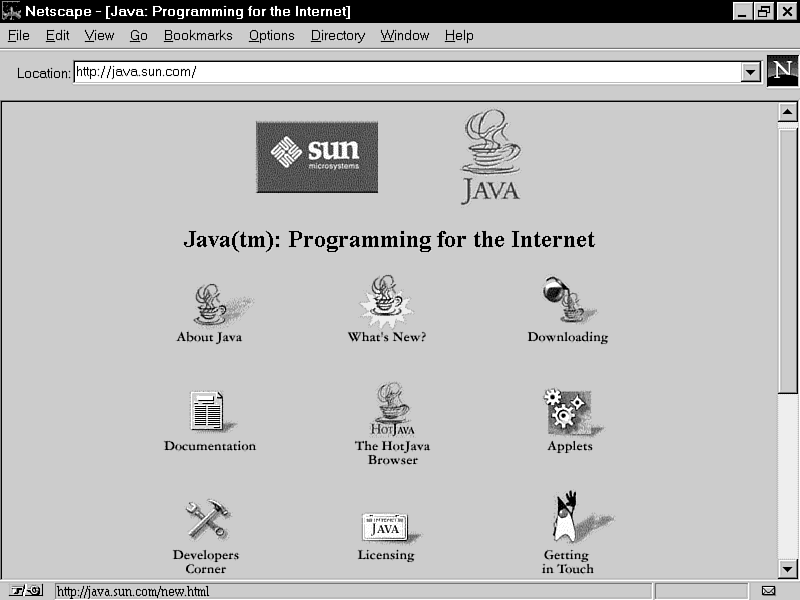 Netscape - [Java: Programming for the Internet]
File Edit View Go Bookmarks Options Directory Window Help
Location: http://java.sun.com/
N
sun
microsystems
JAVA
Java(tm): Programming for the Internet
About Java What's New? Downloading
HOTJAVA
Documentation The HotJava Applets
Browser
JAVA
Developers Licensing Getting
Corner in Touch
http://java.sun.com/new.html